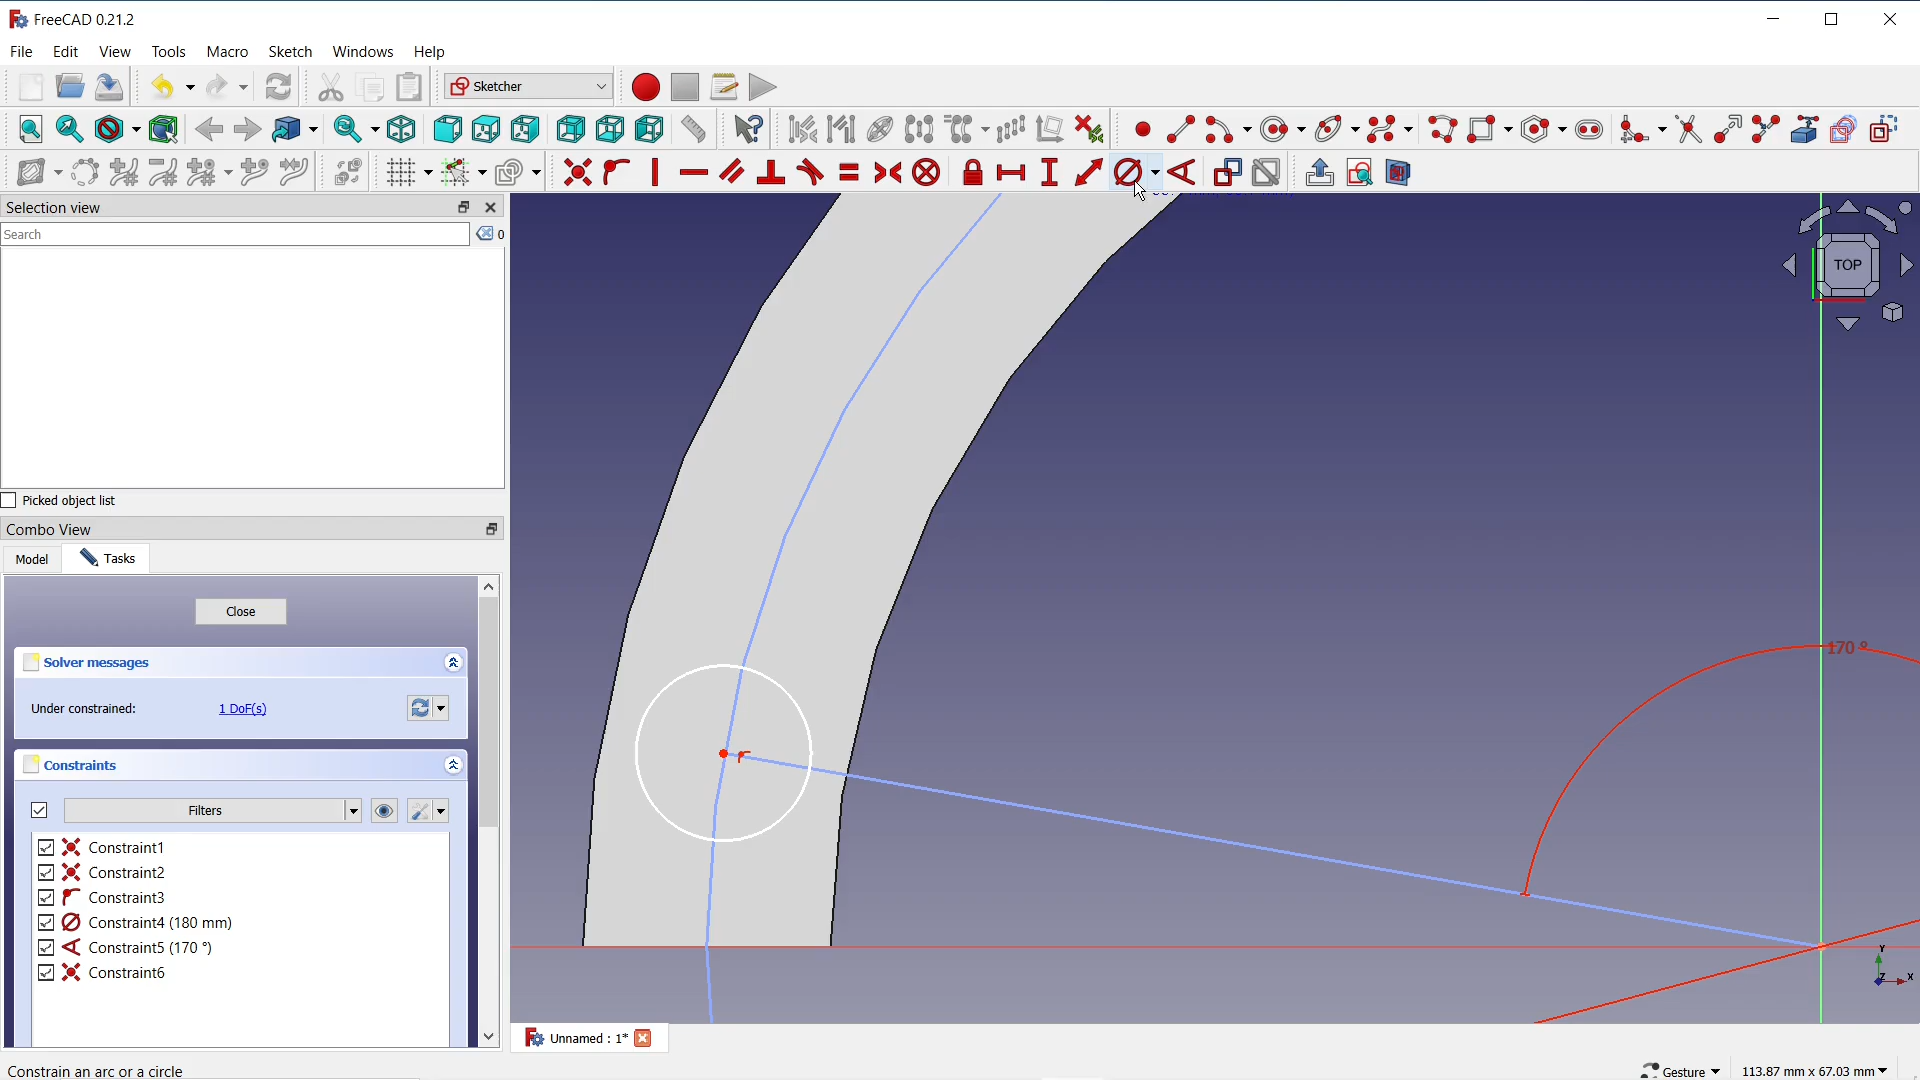 FreeCAD 0.21.2
File Edit View Tools Macro Sketch Windows Help
Sketcher
Selection view
Search
0
Picked object list
Combo View
Model Tasks
Close
Solver messages
Under constrained: 1 DoF(s)
Constraints
Filters
Constraint1
Constraint2
Constraint3
Constraint4 (180 mm)
Constraint5 (170 °)
Constraint6
TOP
170 °
Y
Z
X
Unnamed : 1*
Constrain an arc or a circle
Gesture
113.87 mm x 67.03 mm